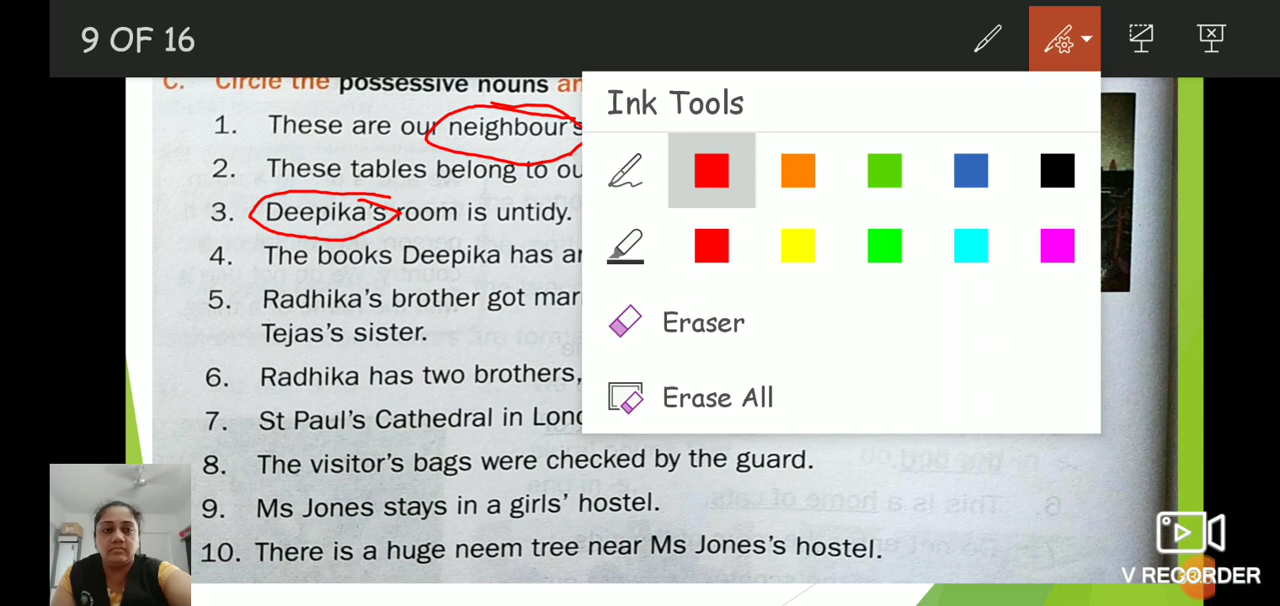 9 OF 16
C. Circle the possessive nouns an
1. These are our neighbour's
2. These tables belong to ou
3. Deepika's room is untidy.
4. The books Deepika has ar
5. Radhika's brother got mar
Tejas's sister.
6. Radhika has two brothers,
7. St Paul's Cathedral in Lond
8. The visitor's bags were checked by the guard.
9. Ms Jones stays in a girls' hostel.
10. There is a huge neem tree near Ms Jones's hostel.
Ink Tools
Eraser
Erase All
V RECORDER